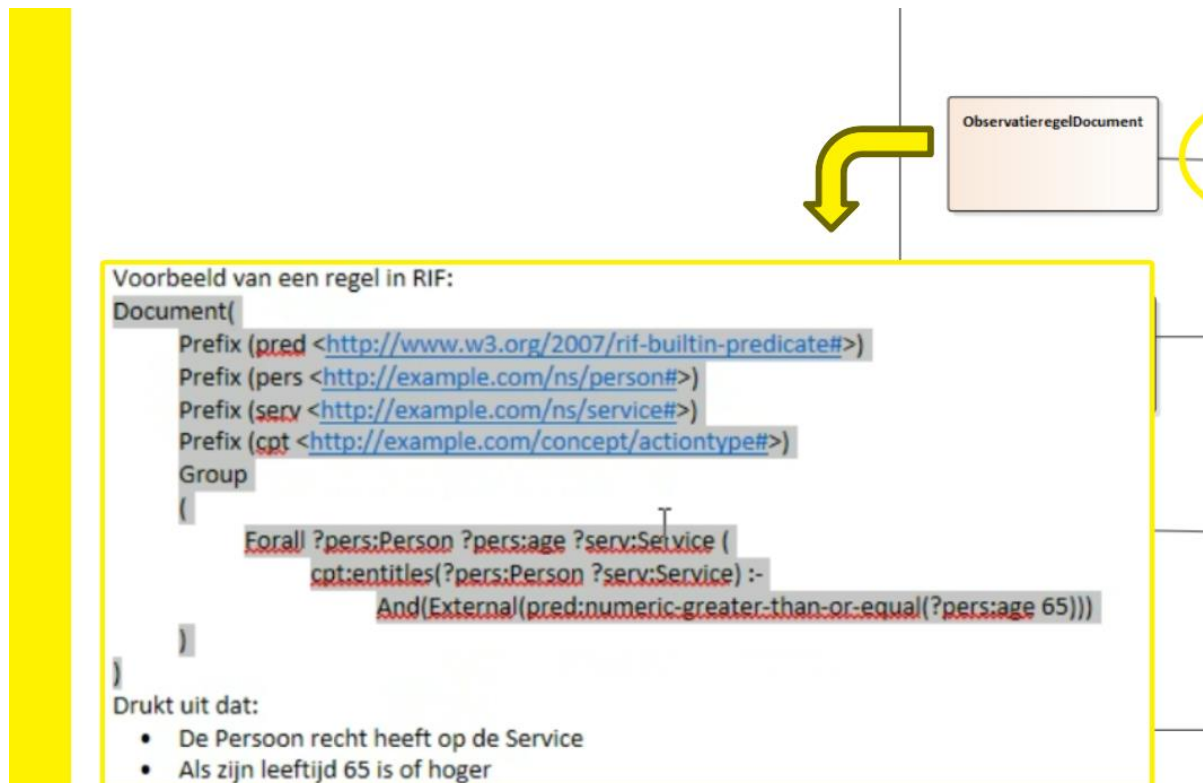 ObservatieregelDocument
Voorbeeld van een regel in RIF:
Document(
Prefix (pred <http://www.w3.org/2007/rif-builtin-predicate#>)
Prefix (pers <http://example.com/ns/person#>)
Prefix (serv <http://example.com/ns/service#>)
Prefix (cpt <http://example.com/concept/actiontype#>)
Group
(
Forall ?pers:Person ?pers:age ?serv:Service (
cpt:entitles(?pers:Person ?serv:Service) :-
And(External(pred:numeric-greater-than-or-equal(?pers:age 65)))
)
)
Drukt uit dat:
• De Persoon recht heeft op de Service
• Als zijn leeftijd 65 is of hoger